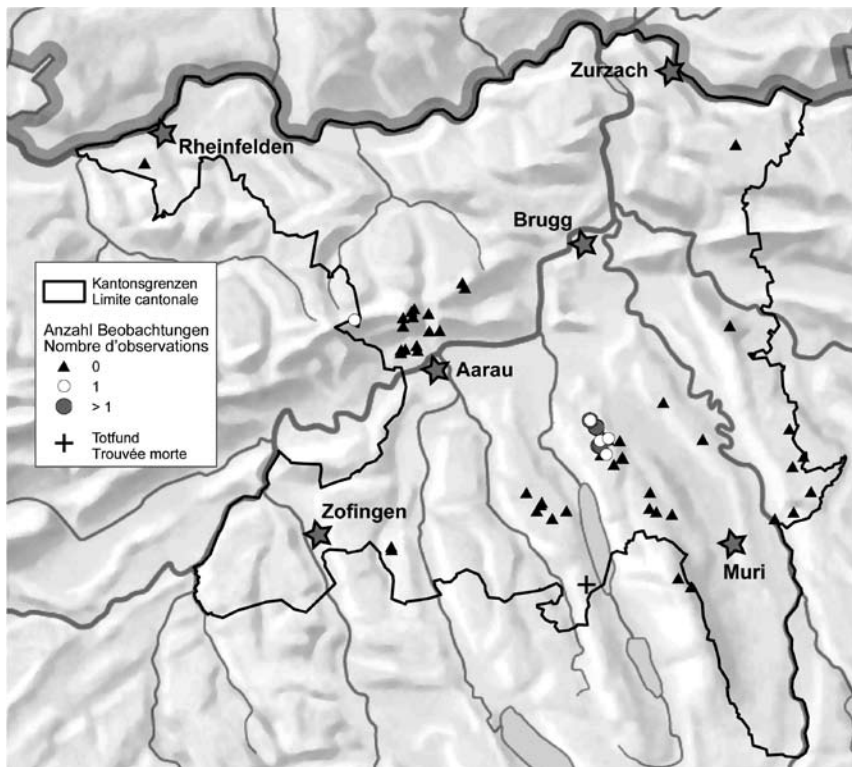 Zurzach
Rheinfelden
Brugg
Kantonsgrenzen
Limite cantonale
Anzahl Beobachtungen
Nombre d'observations
0
1
> 1
Totfund
Trouvée morte
Aarau
Zofingen
Muri